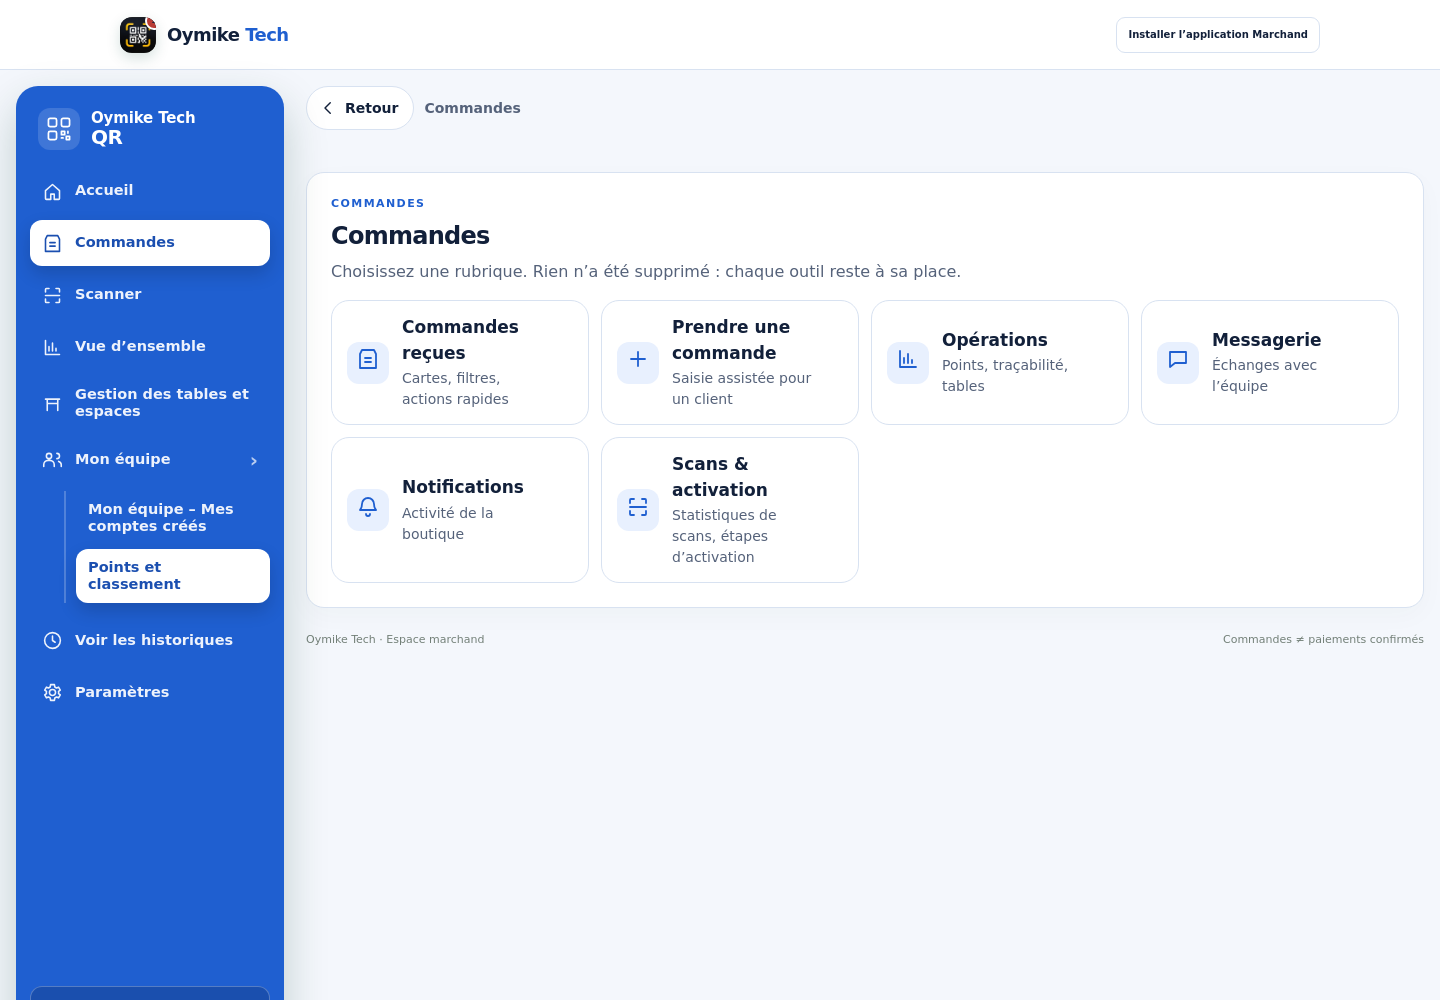 Oymike Tech
Installer l’application Marchand
Oymike Tech
QR
Accueil
Commandes
Scanner
Vue d’ensemble
Gestion des tables et
espaces
Mon équipe
Mon équipe – Mes
comptes créés
Points et
classement
Voir les historiques
Paramètres
Retour
Commandes
COMMANDES
Commandes
Choisissez une rubrique. Rien n’a été supprimé : chaque outil reste à sa place.
Commandes
reçues
Cartes, filtres,
actions rapides
Prendre une
commande
Saisie assistée pour
un client
Opérations
Points, traçabilité,
tables
Messagerie
Échanges avec
l’équipe
Notifications
Activité de la
boutique
Scans &
activation
Statistiques de
scans, étapes
d’activation
Oymike Tech · Espace marchand
Commandes ≠ paiements confirmés